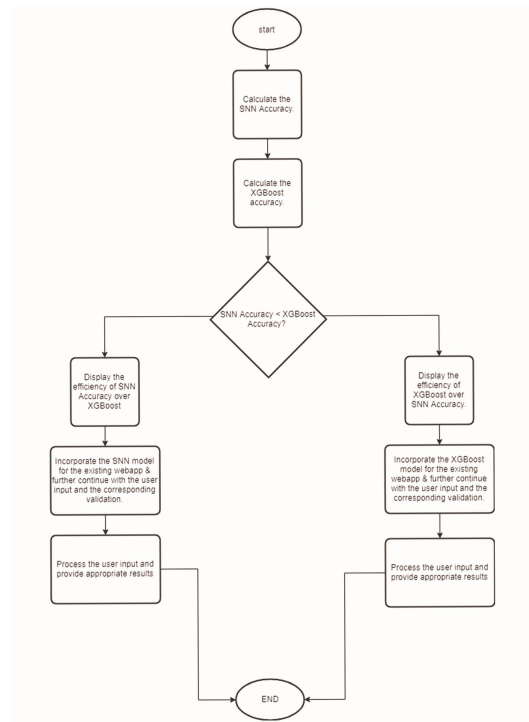 start
Calculate the
SNN Accuracy.
Calculate the
XGBoost
accuracy.
SNN Accuracy < XGBoost
Accuracy?
Display the
efficiency of SNN
Accuracy over
XGBoost
Display the
efficiency of
XGBoost over
SNN Accuracy.
Incorporate the SNN model
for the existing webapp &
further continue with the user
input and the corresponding
validation.
Incorporate the XGBoost
model for the existing
webapp & further continue
with the user input and the
corresponding validation.
Process the user input and
provide appropriate results
Process the user input and
provide appropriate results
END